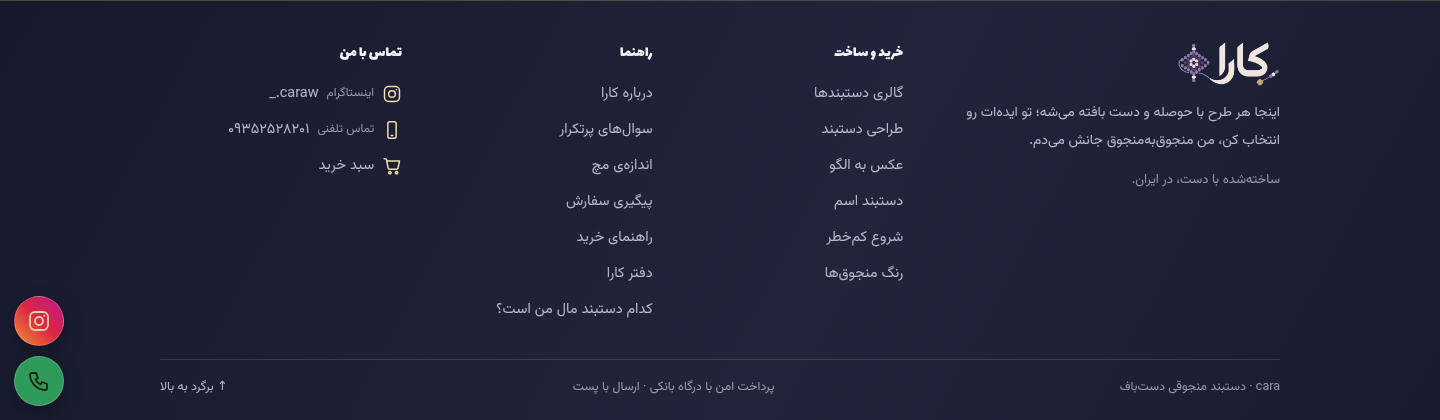 کارا
اینجا هر طرح با حوصله و دست بافته می‌شه؛ تو ایده‌ات رو
انتخاب کن، من منجوق‌به‌منجوق جانش می‌دم.
ساخته‌شده با دست، در ایران.
خرید و ساخت
گالری دستبندها
طراحی دستبند
عکس به الگو
دستبند اسم
شروع کم‌خطر
رنگ منجوق‌ها
راهنما
درباره کارا
سوال‌های پرتکرار
اندازه‌ی مچ
پیگیری سفارش
راهنمای خرید
دفتر کارا
کدام دستبند مال من است؟
تماس با من
اینستاگرام caraw._
تماس تلفنی ۰۹۳۵۲۵۲۸۲۰۱
سبد خرید
cara · دستبند منجوقی دست‌باف
پرداخت امن با درگاه بانکی · ارسال با پست
↑ برگرد به بالا